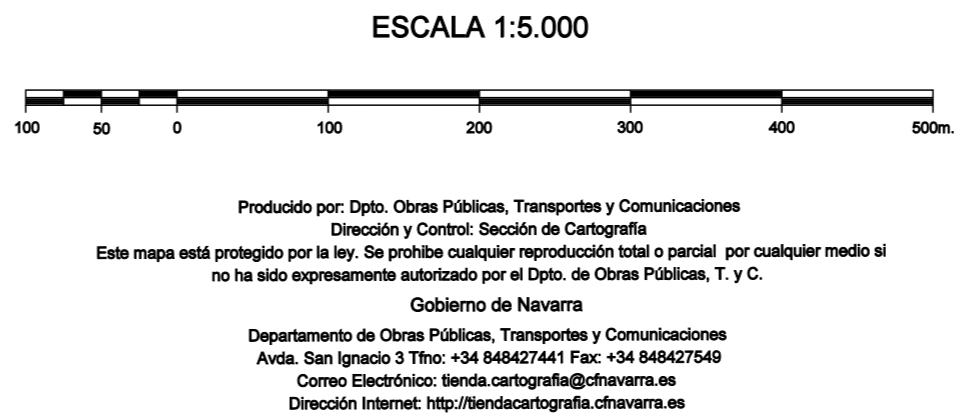 ESCALA 1:5.000
100 50 0 100 200 300 400 500m.
Producido por: Dpto. Obras Públicas, Transportes y Comunicaciones
Dirección y Control: Sección de Cartografía
Este mapa está protegido por la ley. Se prohibe cualquier reproducción total o parcial por cualquier medio si
no ha sido expresamente autorizado por el Dpto. de Obras Públicas, T. y C.
Gobierno de Navarra
Departamento de Obras Públicas, Transportes y Comunicaciones
Avda. San Ignacio 3 Tfno: +34 848427441 Fax: +34 848427549
Correo Electrónico: tienda.cartografia@cfnavarra.es
Dirección Internet: http://tiendacartografia.cfnavarra.es